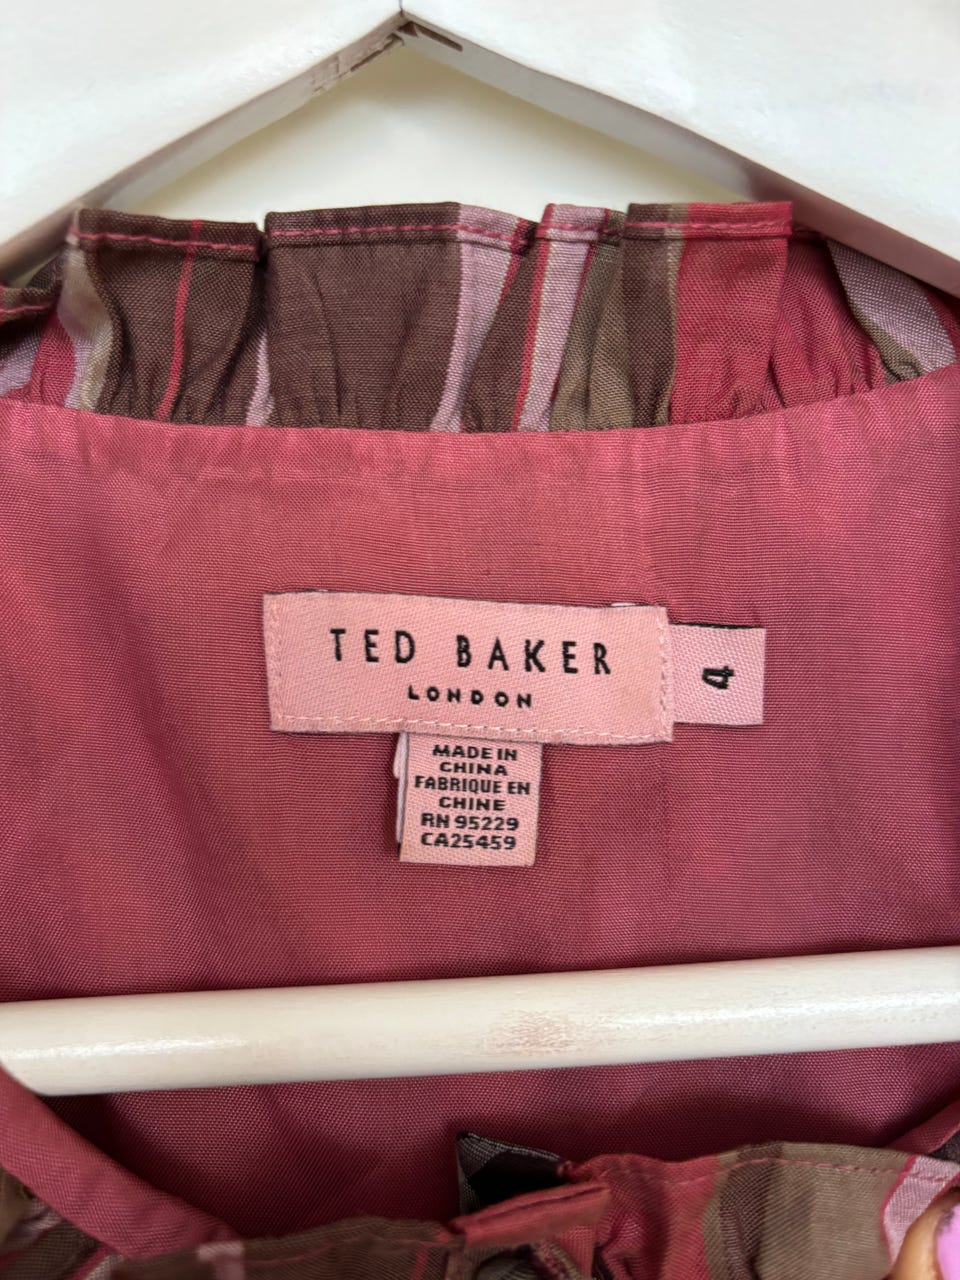 TED BAKER
LONDON
4
MADE IN
CHINA
FABRIQUE EN
CHINE
RN 95229
CA25459